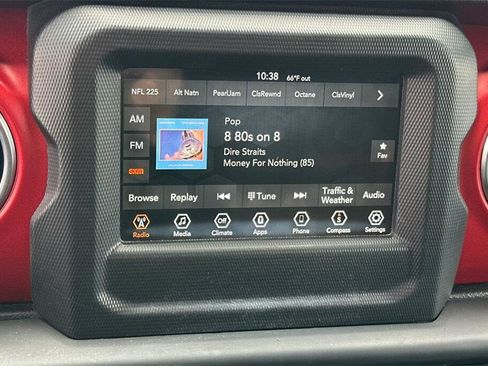 10:38 66°F out
NFL 225 Alt Natn PearlJam ClsRewnd Octane ClsVinyl
AM
FM
Pop
8 80s on 8
Dire Straits
Money For Nothing (85)
Fav
Browse Replay Tune Traffic & Weather Audio
Off S
Radio Media Climate Apps Phone Compass Settings